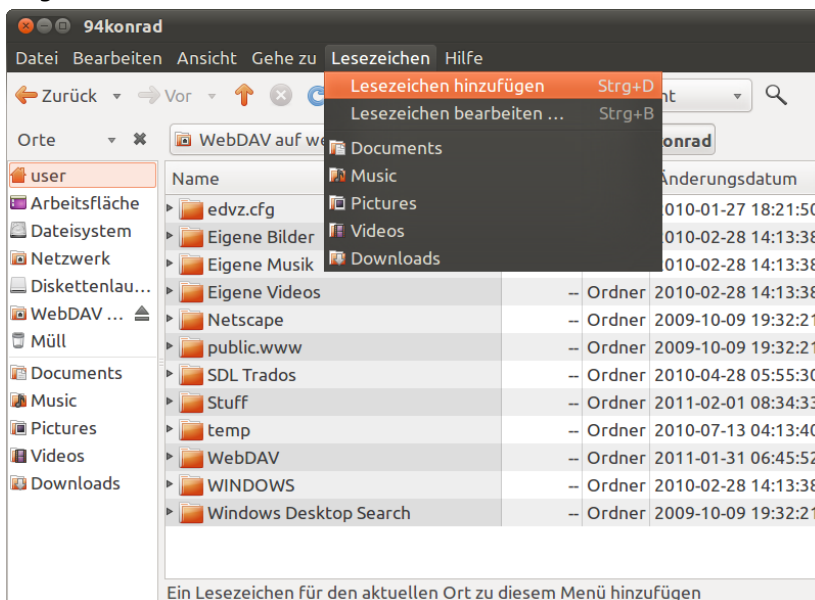 94konrad
Datei Bearbeiten Ansicht Gehe zu Lesezeichen Hilfe
Zurück Vor
Lesezeichen hinzufügen Strg+D
Lesezeichen bearbeiten ... Strg+B
Documents
Music
Pictures
Videos
Downloads
Orte WebDAV auf
user
Arbeitsfläche
Dateisystem
Netzwerk
Diskettenlau...
WebDAV ...
Müll
Documents
Music
Pictures
Videos
Downloads
Name Änderungsdatum
edvz.cfg 2010-01-27 18:21:50
Eigene Bilder 2010-02-28 14:13:38
Eigene Musik 2010-02-28 14:13:38
Eigene Videos -- Ordner 2010-02-28 14:13:38
Netscape -- Ordner 2009-10-09 19:32:21
public.www -- Ordner 2009-10-09 19:32:21
SDL Trados -- Ordner 2010-04-28 05:55:30
Stuff -- Ordner 2011-02-01 08:34:33
temp -- Ordner 2010-07-13 04:13:40
WebDAV -- Ordner 2011-01-31 06:45:52
WINDOWS -- Ordner 2010-02-28 14:13:38
Windows Desktop Search -- Ordner 2009-10-09 19:32:21
Ein Lesezeichen für den aktuellen Ort zu diesem Menü hinzufügen